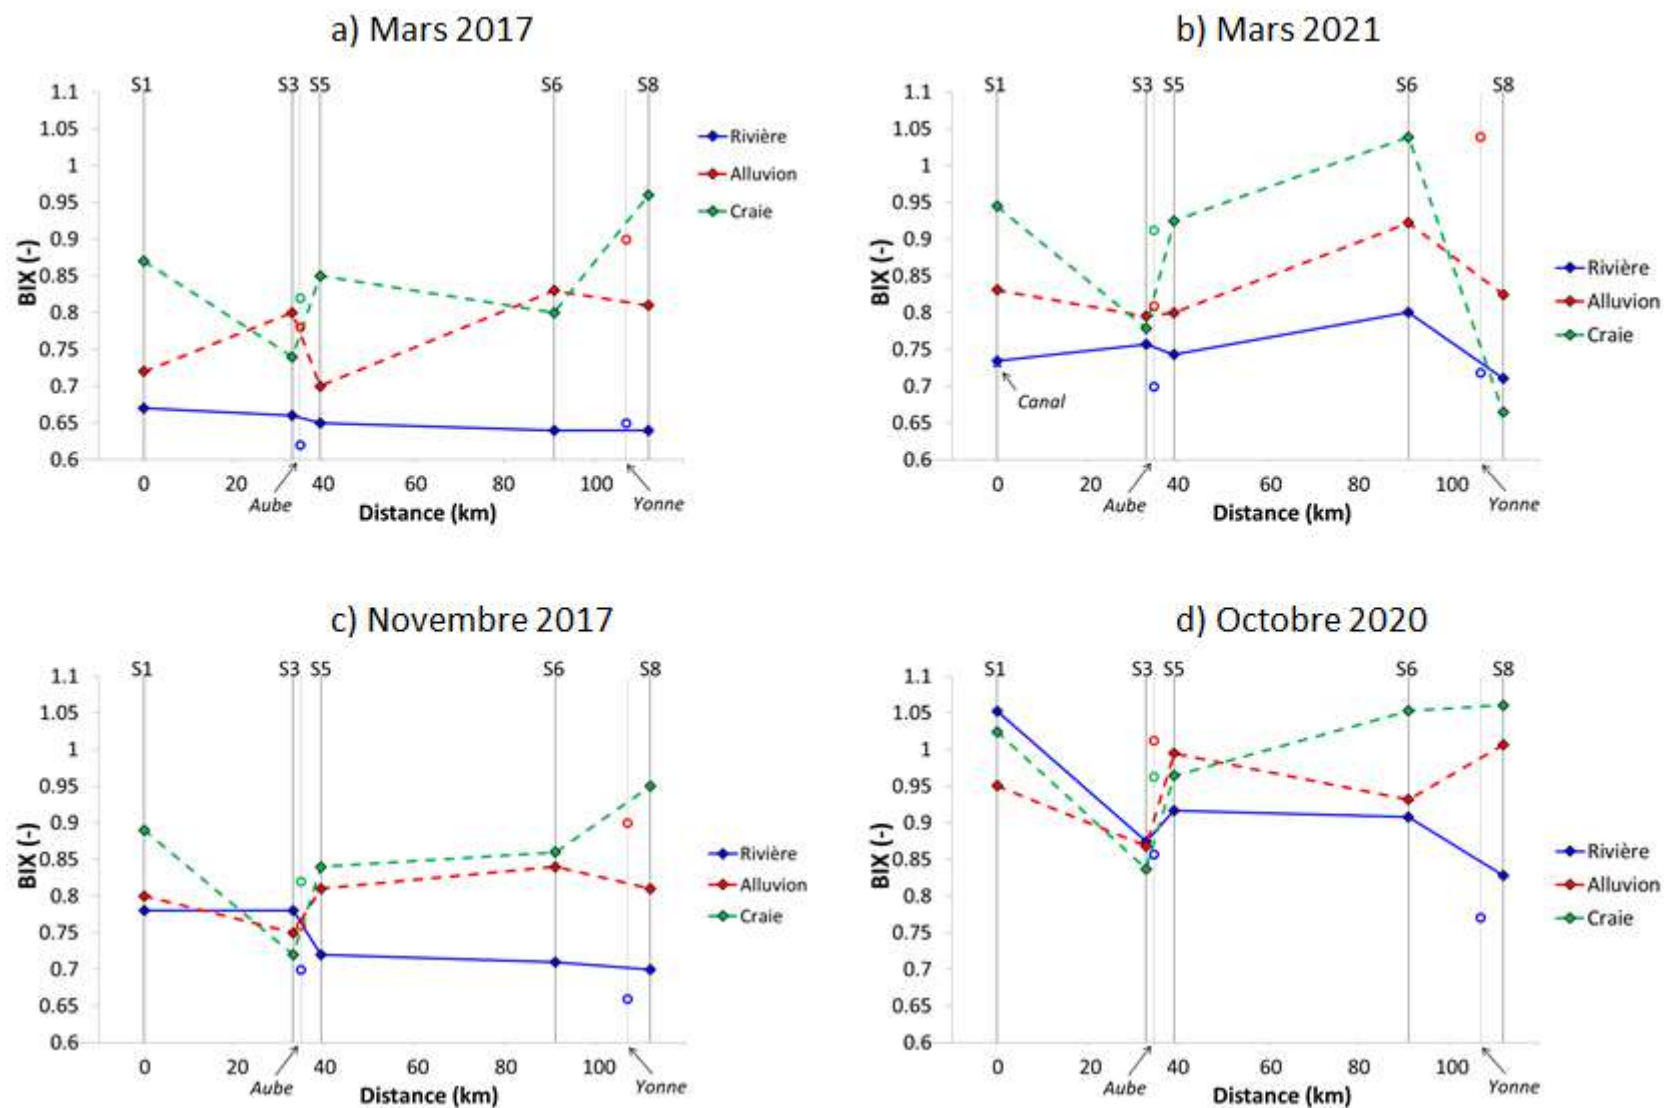 a) Mars 2017
S1 S3 S5 S6 S8
1.1
1.05
1
0.95
0.9
0.85
0.8
0.75
0.7
0.65
0.6
BIX (-)
0 20 40 60 80 100
Aube
Yonne
Distance (km)
Rivière
Alluvion
Craie
b) Mars 2021
S1 S3 S5 S6 S8
1.1
1.05
1
0.95
0.9
0.85
0.8
0.75
0.7
0.65
0.6
BIX (-)
Canal
0 20 40 60 80 100
Aube
Yonne
Distance (km)
Rivière
Alluvion
Craie
c) Novembre 2017
S1 S3 S5 S6 S8
1.1
1.05
1
0.95
0.9
0.85
0.8
0.75
0.7
0.65
0.6
BIX (-)
0 20 40 60 80 100
Aube
Yonne
Distance (km)
Rivière
Alluvion
Craie
d) Octobre 2020
S1 S3 S5 S6 S8
1.1
1.05
1
0.95
0.9
0.85
0.8
0.75
0.7
0.65
0.6
BIX (-)
0 20 40 60 80 100
Aube
Yonne
Distance (km)
Rivière
Alluvion
Craie